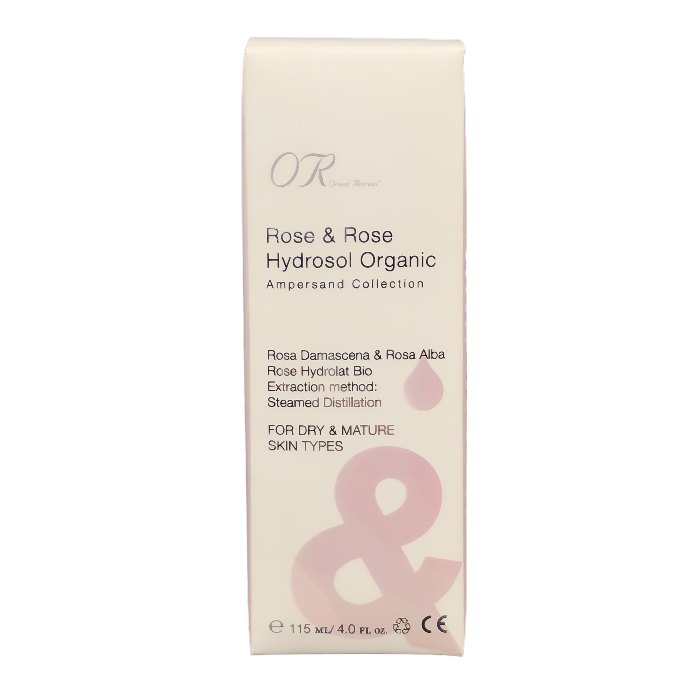 OR
Rose & Rose
Hydrosol Organic
Ampersand Collection
Rosa Damascena & Rosa Alba
Rose Hydrolat Bio
Extraction method:
Steamed Distillation
FOR DRY & MATURE
SKIN TYPES
&
℮ 115 ML/ 4.0 FL OZ. CE